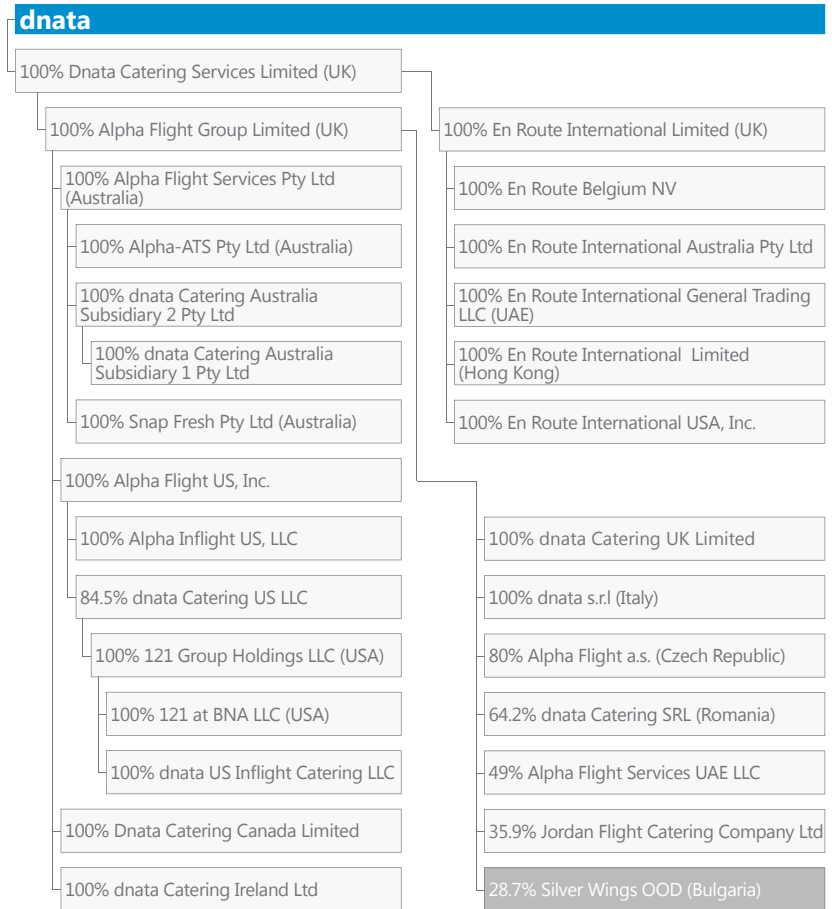 dnata
100% Dnata Catering Services Limited (UK)
100% Alpha Flight Group Limited (UK)
100% Alpha Flight Services Pty Ltd
(Australia)
100% Alpha-ATS Pty Ltd (Australia)
100% dnata Catering Australia
Subsidiary 2 Pty Ltd
100% dnata Catering Australia
Subsidiary 1 Pty Ltd
100% Snap Fresh Pty Ltd (Australia)
100% Alpha Flight US, Inc.
100% Alpha Inflight US, LLC
84.5% dnata Catering US LLC
100% 121 Group Holdings LLC (USA)
100% 121 at BNA LLC (USA)
100% dnata US Inflight Catering LLC
100% Dnata Catering Canada Limited
100% dnata Catering Ireland Ltd
100% En Route International Limited (UK)
100% En Route Belgium NV
100% En Route International Australia Pty Ltd
100% En Route International General Trading
LLC (UAE)
100% En Route International  Limited
(Hong Kong)
100% En Route International USA, Inc.
100% dnata Catering UK Limited
100% dnata s.r.l (Italy)
80% Alpha Flight a.s. (Czech Republic)
64.2% dnata Catering SRL (Romania)
49% Alpha Flight Services UAE LLC
35.9% Jordan Flight Catering Company Ltd
28.7% Silver Wings OOD (Bulgaria)